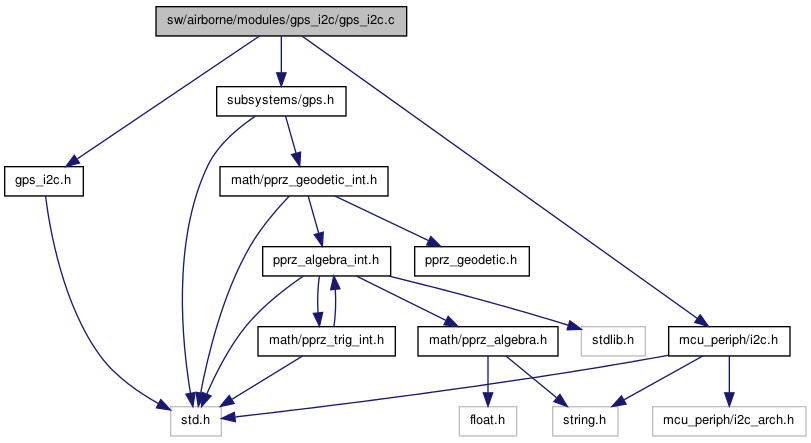 sw/airborne/modules/gps_i2c/gps_i2c.c
subsystems/gps.h
gps_i2c.h
math/pprz_geodetic_int.h
pprz_algebra_int.h
pprz_geodetic.h
math/pprz_trig_int.h
math/pprz_algebra.h
stdlib.h
mcu_periph/i2c.h
std.h
float.h
string.h
mcu_periph/i2c_arch.h